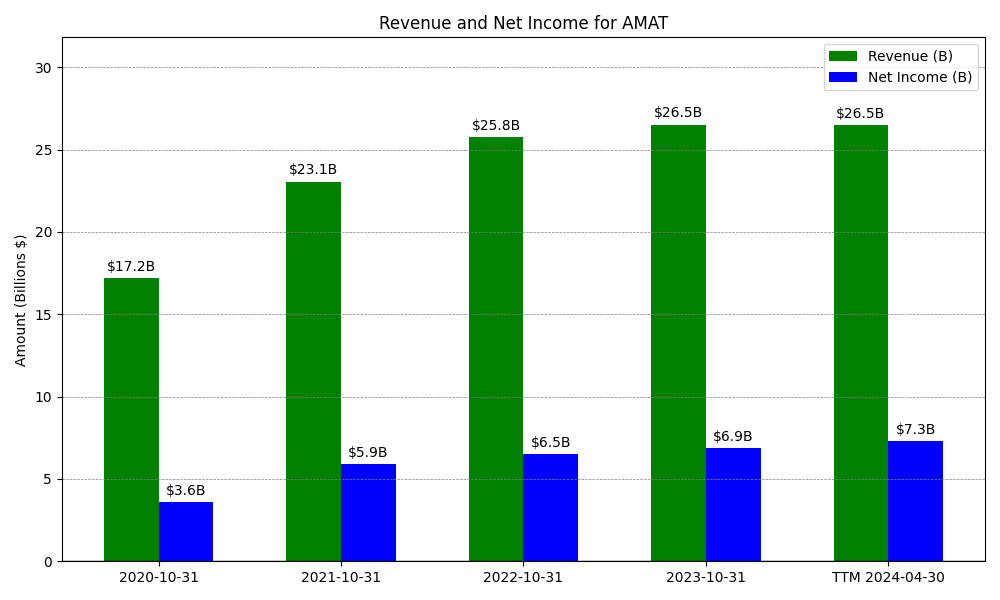 Revenue and Net Income for AMAT
Revenue (B)
Net Income (B)
Amount (Billions $)
30
25
20
15
10
5
0
$17.2B
$3.6B
$23.1B
$5.9B
$25.8B
$6.5B
$26.5B
$6.9B
$26.5B
$7.3B
2020-10-31
2021-10-31
2022-10-31
2023-10-31
TTM 2024-04-30